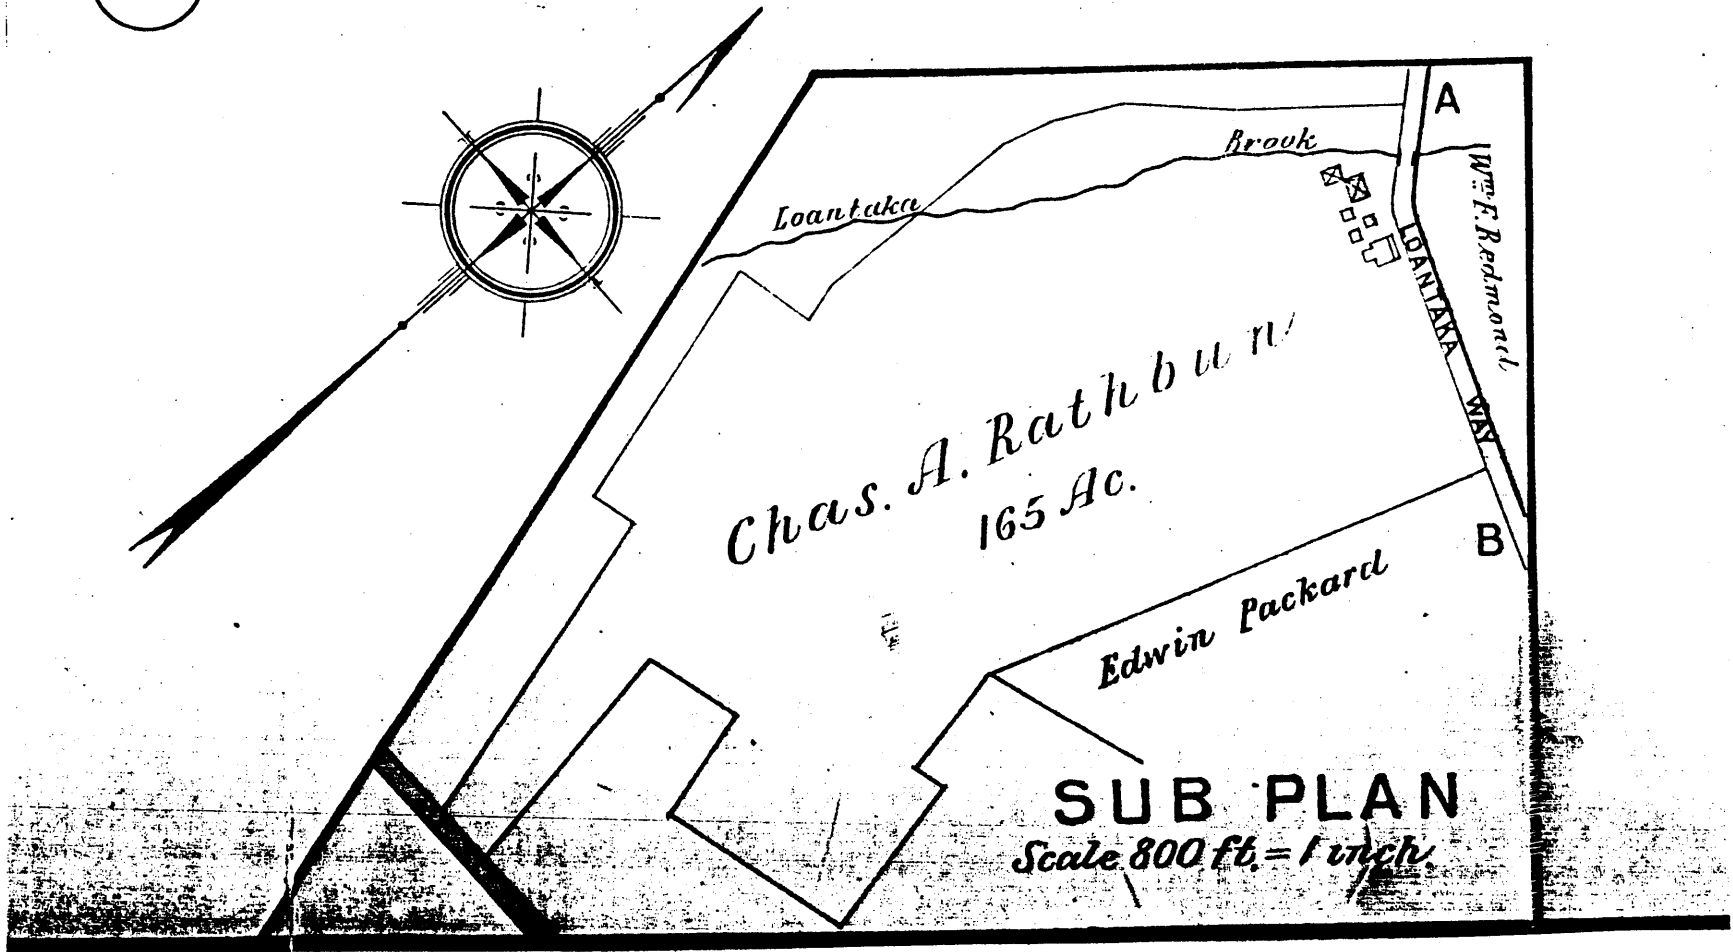 A
Brook
Loantaka
Wm. F. Redmond
LOANTAKA WAY
Chas. A. Rathbun
165 Ac.
B
Edwin Packard
SUB PLAN
Scale 800 ft. = 1 inch.